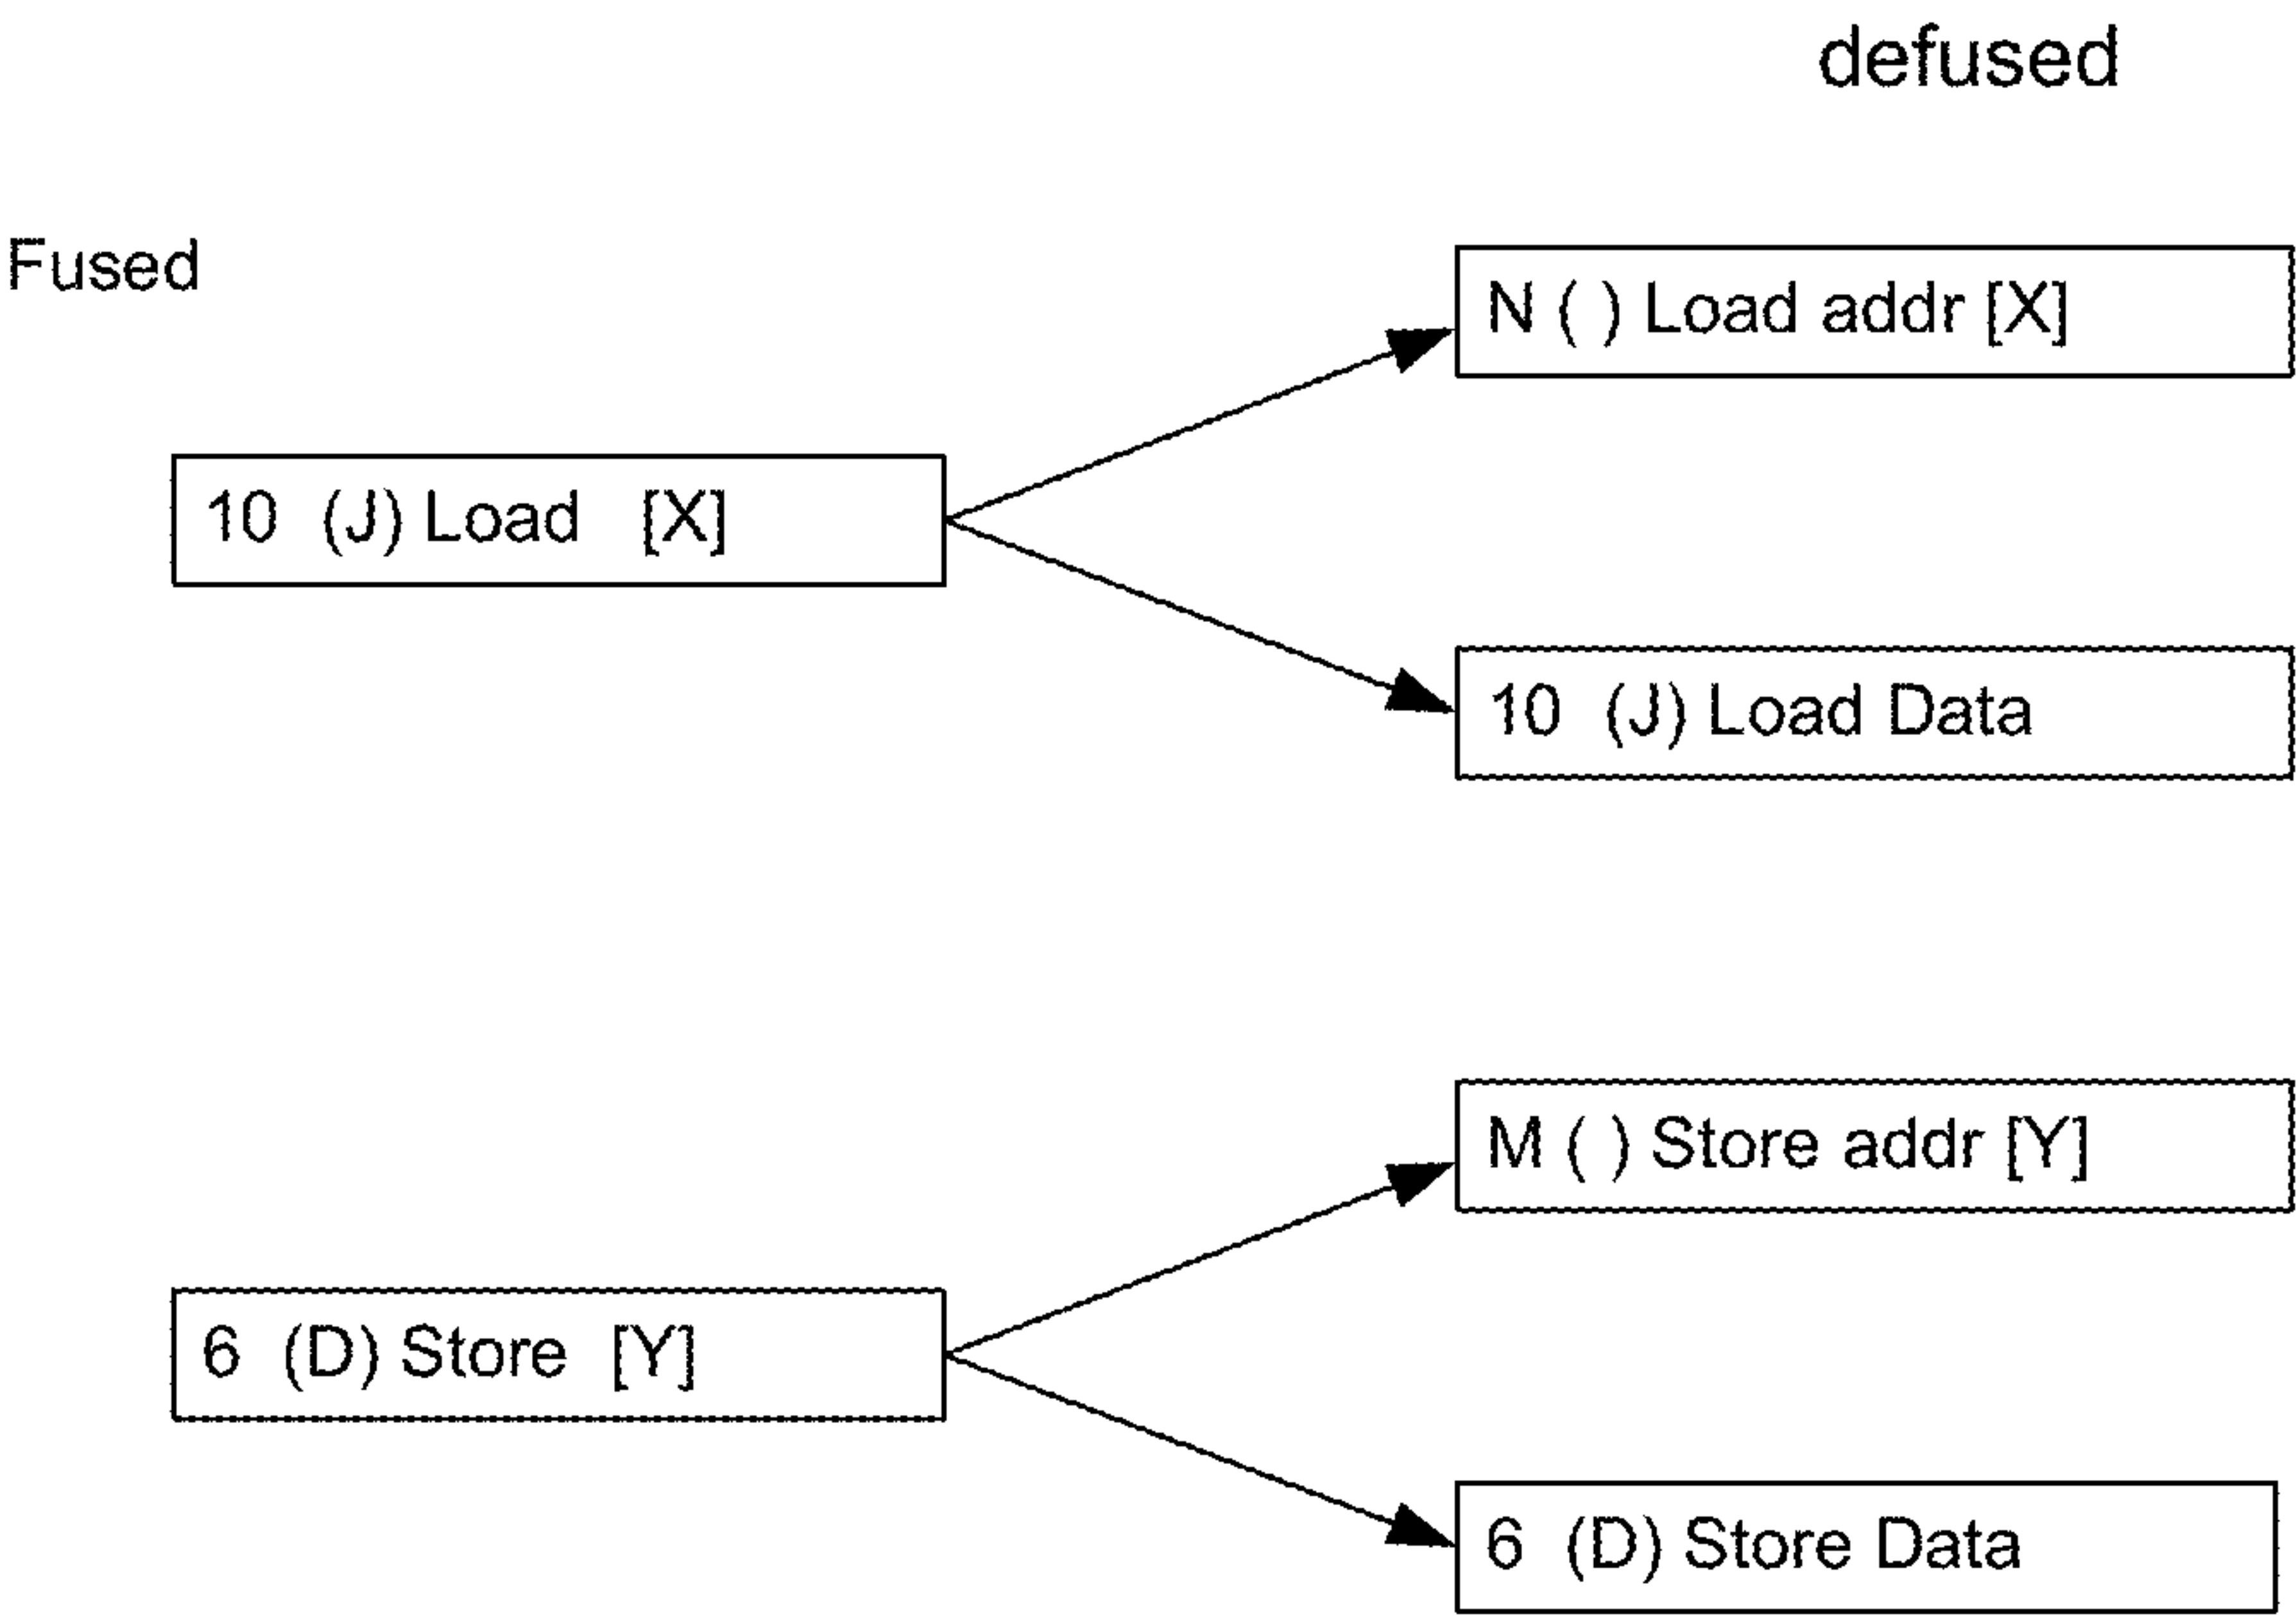 defused
Fused
N ( ) Load addr [X]
10 (J) Load [X]
10 (J) Load Data
M ( ) Store addr [Y]
6 (D) Store [Y]
6 (D) Store Data